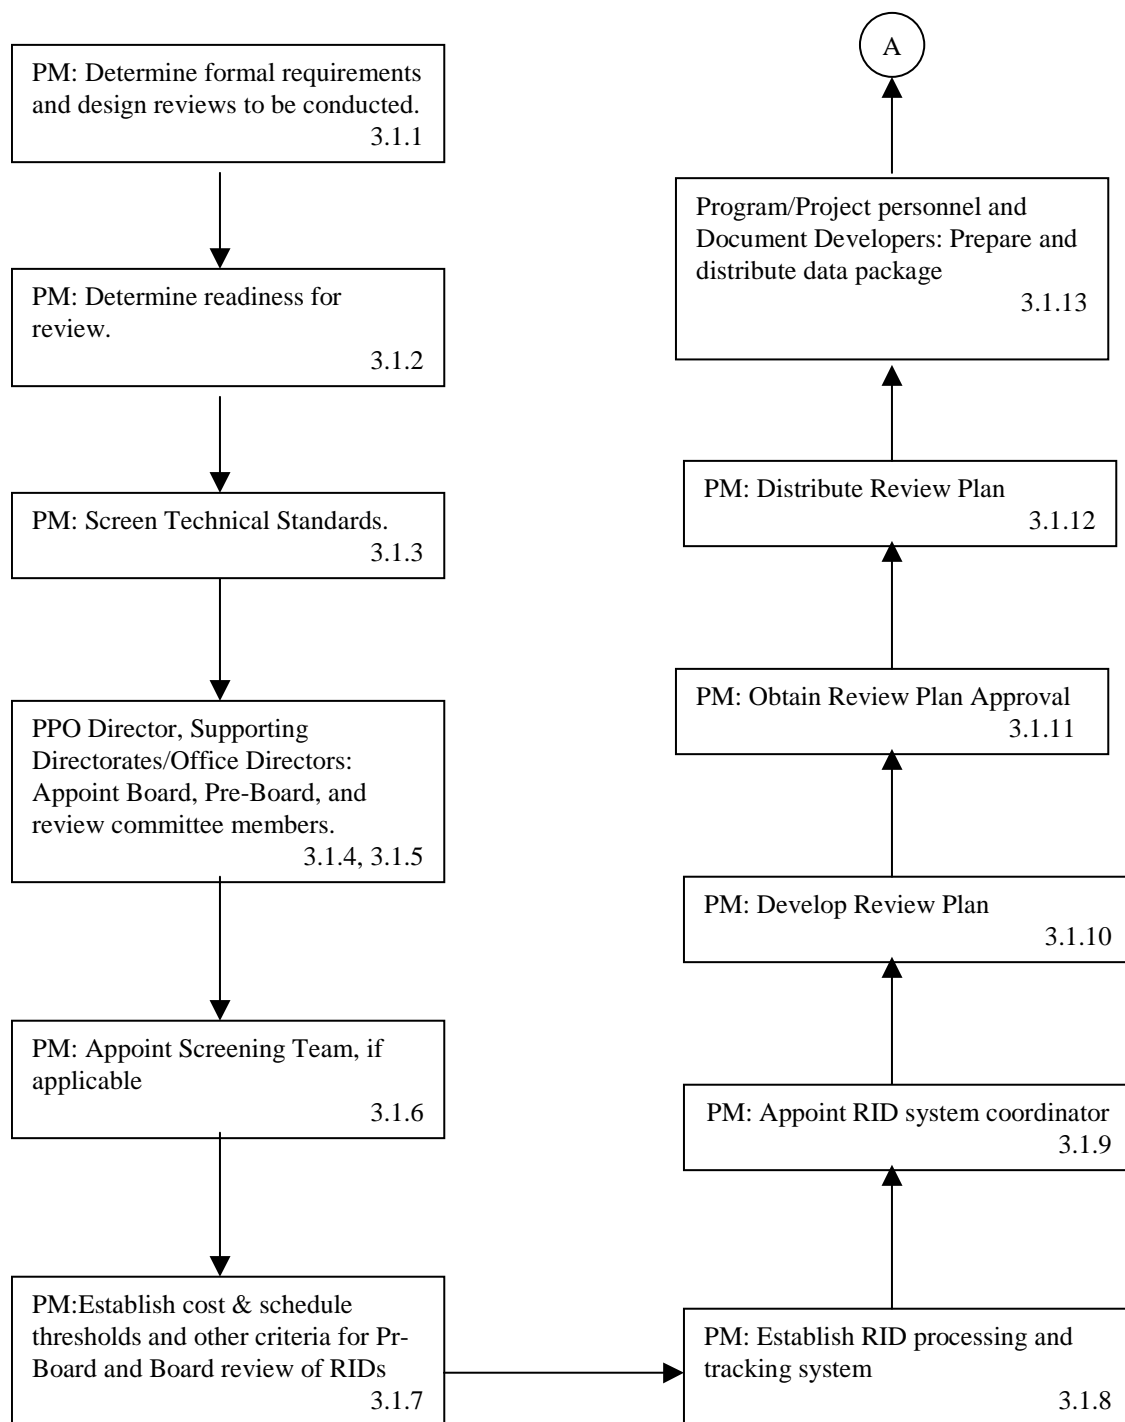 PM: Determine formal requirements
and design reviews to be conducted.
3.1.1
PM: Determine readiness for
review.
3.1.2
PM: Screen Technical Standards.
3.1.3
PPO Director, Supporting
Directorates/Office Directors:
Appoint Board, Pre-Board, and
review committee members.
3.1.4, 3.1.5
PM: Appoint Screening Team, if
applicable
3.1.6
PM:Establish cost & schedule
thresholds and other criteria for Pr-
Board and Board review of RIDs
3.1.7
PM: Establish RID processing and
tracking system
3.1.8
PM: Appoint RID system coordinator
3.1.9
PM: Develop Review Plan
3.1.10
PM: Obtain Review Plan Approval
3.1.11
PM: Distribute Review Plan
3.1.12
Program/Project personnel and
Document Developers: Prepare and
distribute data package
3.1.13
A